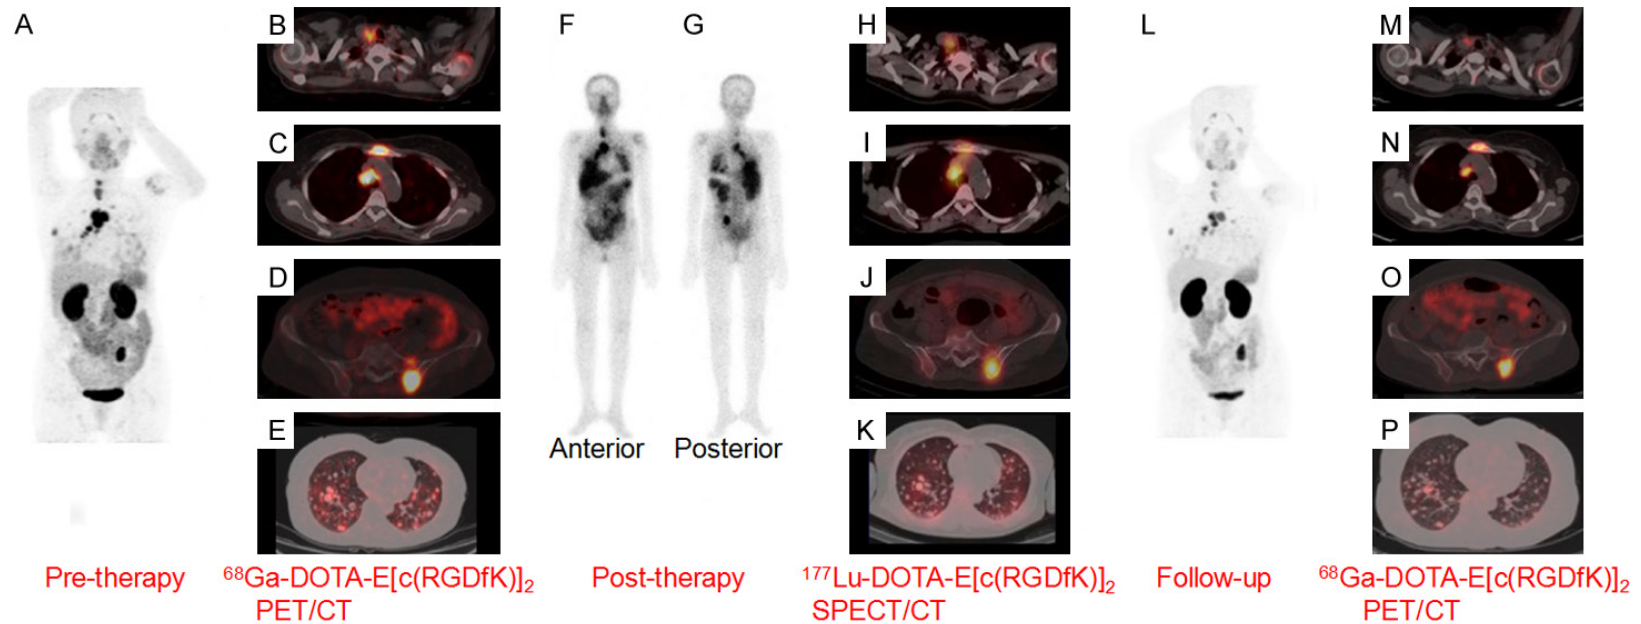 A
B
F
G
H
L
M
C
I
N
D
J
O
E
K
P
Anterior
Posterior
Pre-therapy
⁶⁸Ga-DOTA-E[c(RGDfK)]₂
PET/CT
Post-therapy
¹⁷⁷Lu-DOTA-E[c(RGDfK)]₂
SPECT/CT
Follow-up
⁶⁸Ga-DOTA-E[c(RGDfK)]₂
PET/CT